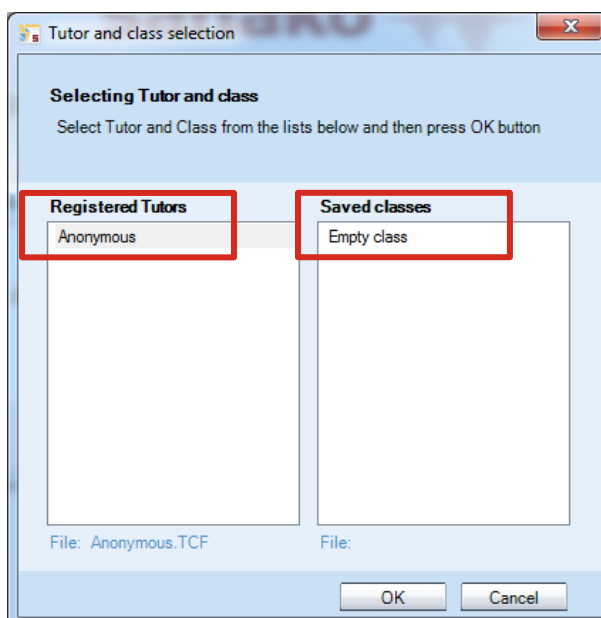 Tutor and class selection
Selecting Tutor and class
Select Tutor and Class from the lists below and then press OK button
Registered Tutors
Saved classes
Anonymous
Empty class
File: Anonymous.TCF
File:
OK
Cancel